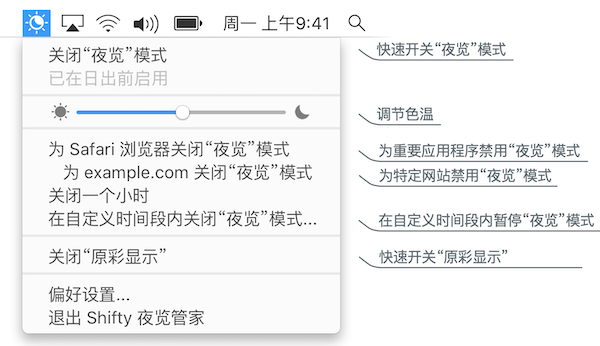 周一 上午9:41
关闭“夜览”模式
已在日出前启用
为 Safari 浏览器关闭“夜览”模式
为 example.com 关闭“夜览”模式
关闭一个小时
在自定义时间段内关闭“夜览”模式...
关闭“原彩显示”
偏好设置...
退出 Shifty 夜览管家
快速开关“夜览”模式
调节色温
为重要应用程序禁用“夜览”模式
为特定网站禁用“夜览”模式
在自定义时间段内暂停“夜览”模式
快速开关“原彩显示”